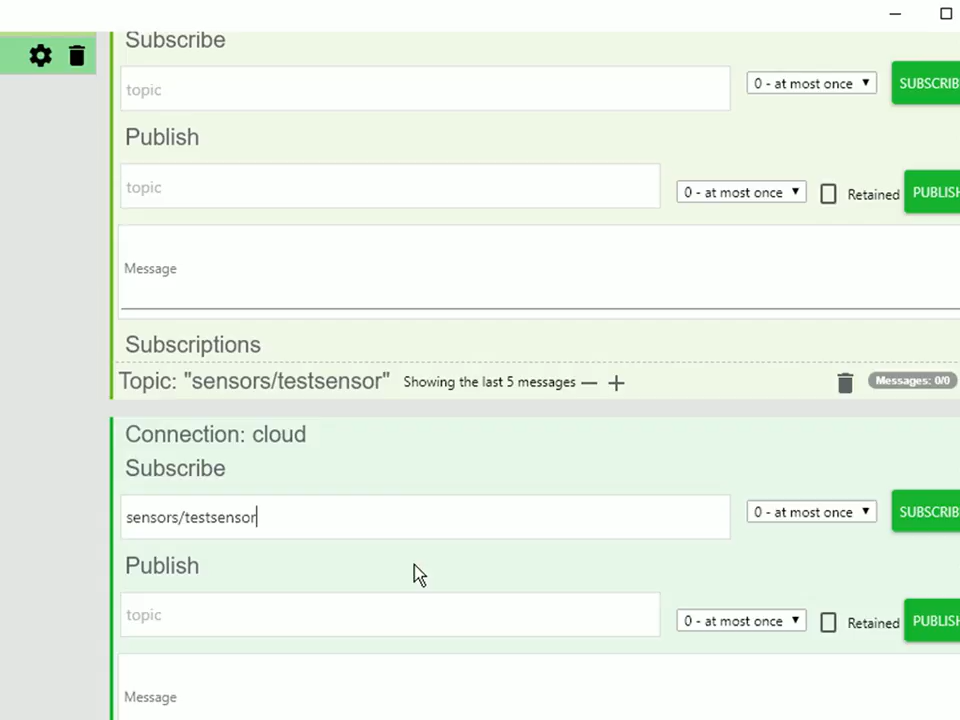 Subscribe
topic
0 - at most once
SUBSCRIB
Publish
topic
0 - at most once
Retained
PUBLISH
Message
Subscriptions
Topic: "sensors/testsensor"
Showing the last 5 messages
Messages: 0/0
Connection: cloud
Subscribe
sensors/testsensor
0 - at most once
SUBSCRIB
Publish
topic
0 - at most once
Retained
PUBLISH
Message